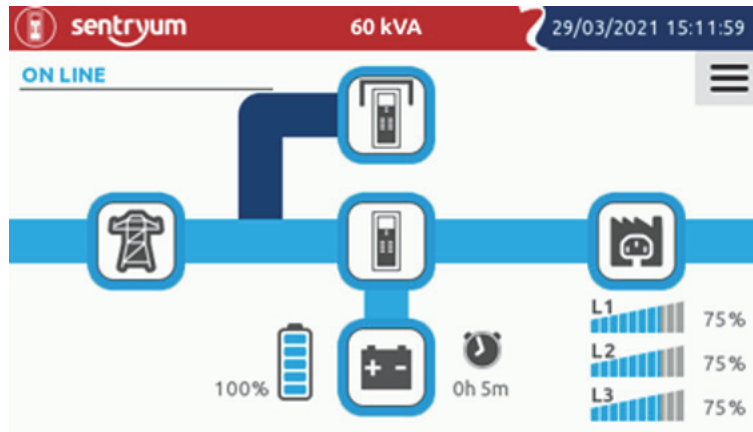 sentryum 60 kVA 29/03/2021 15:11:59
ON LINE
L1 75%
L2 75%
100% 0h 5m L3 75%